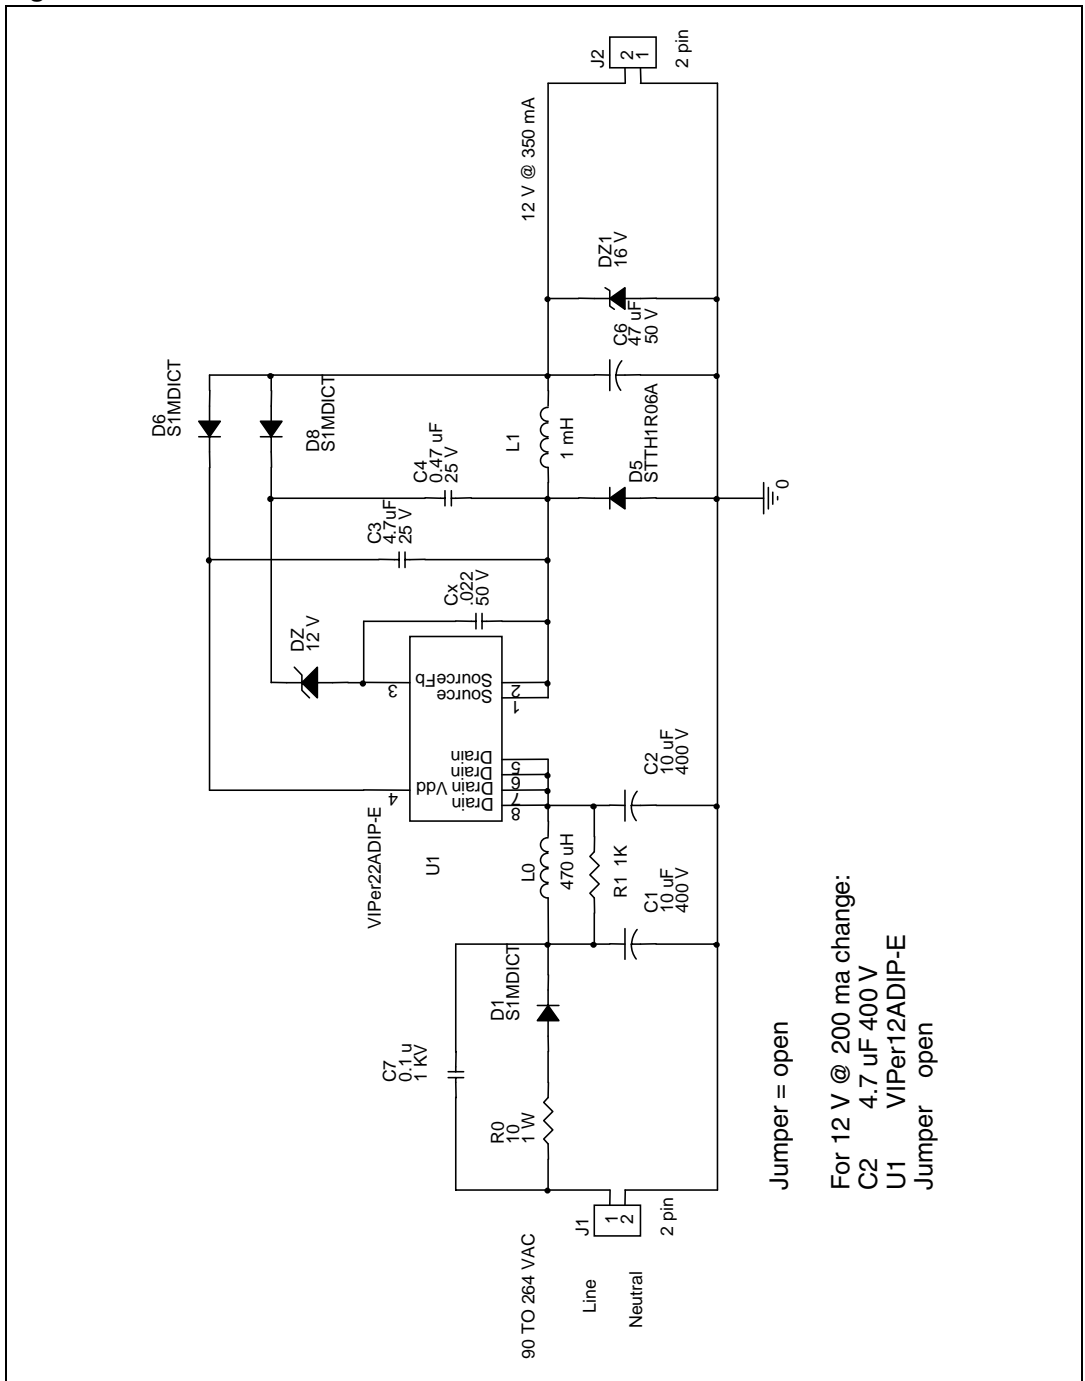 J2
2
1
2 pin
12 V @ 350 mA
DZ1
16 V
C6
47 uF
50 V
D6
S1MDICT
D8
S1MDICT
L1
1 mH
D5
STTH1R06A
0
C4
0.47 uF
25 V
C3
4.7uF
25 V
Cx
.022
50 V
DZ
12 V
3
SourceFb
Source
2
1
Drain
Drain
Drain Vdd
Drain
5
6
7
8
4
VIPer22ADIP-E
U1
L0
470 uH
R1 1K
C2
10 uF
400 V
C1
10 uF
400 V
D1
S1MDICT
C7
0.1 u
1 KV
R0
10
1 W
J1
1
2
2 pin
90 TO 264 VAC
Line
Neutral
Jumper = open
For 12 V @ 200 ma change:
C2 4.7 uF 400 V
U1 VIPer12ADIP-E
Jumper open